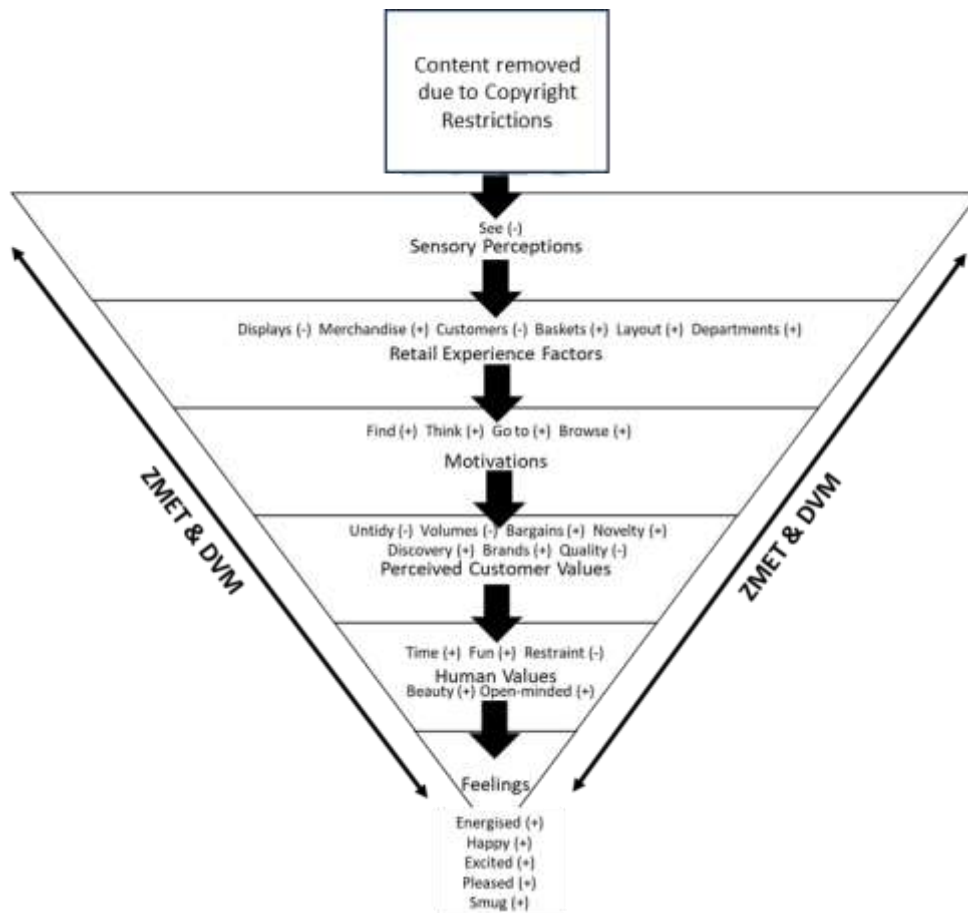 Content removed
due to Copyright
Restrictions
See (-)
Sensory Perceptions
Displays (-) Merchandise (+) Customers (-) Baskets (+) Layout (+) Departments (+)
Retail Experience Factors
Find (+) Think (+) Go to (+) Browse (+)
Motivations
Untidy (-) Volumes (-) Bargains (+) Novelty (+)
Discovery (+) Brands (+) Quality (-)
Perceived Customer Values
Time (+) Fun (+) Restraint (-)
Human Values
Beauty (+) Open-minded (+)
Feelings
Energised (+)
Happy (+)
Excited (+)
Pleased (+)
Smug (+)
ZMET & DVM
ZMET & DVM